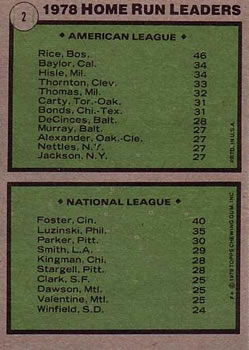 2
1978 HOME RUN LEADERS
AMERICAN LEAGUE
Rice, Bos. 46
Baylor, Cal. 34
Hisle, Mil. 34
Thornton, Clev. 33
Thomas, Mil. 32
Carty, Tor.-Oak. 31
Bonds, Chi.-Tex. 31
DeCinces, Balt. 28
Murray, Balt. 27
Alexander, Oak.-Cle. 27
Nettles, N.Y. 27
Jackson, N.Y. 27
PRTD. IN U.S.A.
NATIONAL LEAGUE
Foster, Cin. 40
Luzinski, Phil. 35
Parker, Pitt. 30
Smith, L.A. 29
Kingman, Chi. 28
Stargell, Pitt. 28
Clark, S.F. 25
Dawson, Mtl. 25
Valentine, Mtl. 25
Winfield, S.D. 24
© 1979 TOPPS CHEWING GUM, INC.